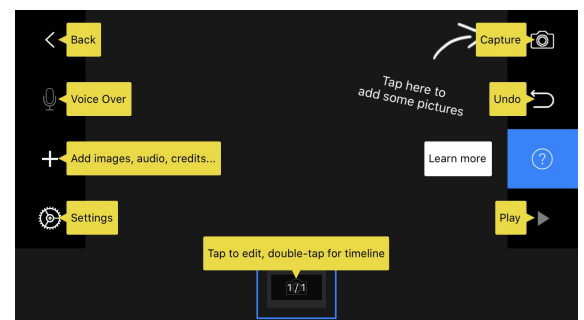 Back
Capture
Tap here to
add some pictures
Voice Over
Undo
Add images, audio, credits...
Learn more
?
Settings
Play
Tap to edit, double-tap for timeline
1/1